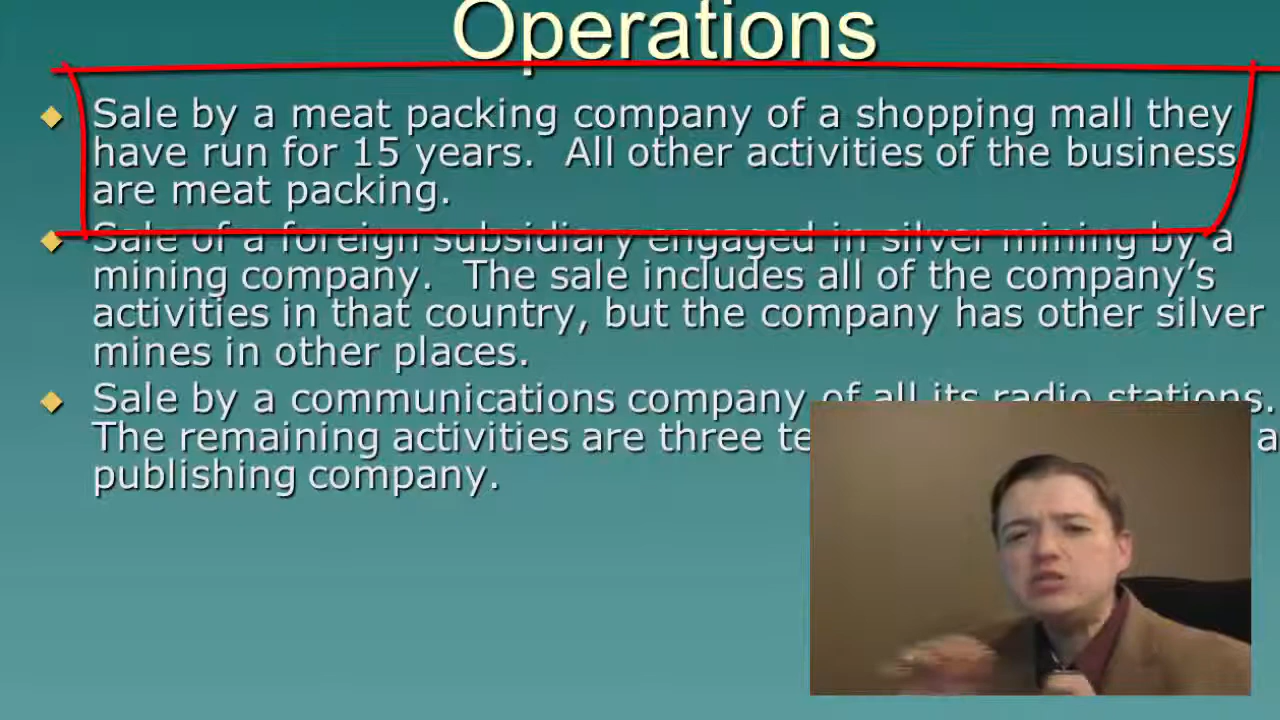 Operations
Sale by a meat packing company of a shopping mall they
have run for 15 years. All other activities of the business
are meat packing.
Sale of a foreign subsidiary engaged in silver mining by a
mining company. The sale includes all of the company's
activities in that country, but the company has other silver
mines in other places.
Sale by a communications company of all its radio stations.
The remaining activities are three a
publishing company.